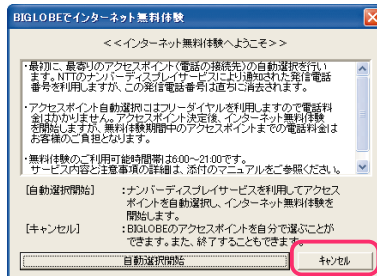 BIGLOBEでインターネット無料体験
<<インターネット無料体験へようこそ>>
・最初に、最寄りのアクセスポイント(電話の接続先)の自動選択を行い
ます。NTTのナンバーディスプレイサービスにより通知された発信電話
番号を利用しますが、この発信電話番号は直ちに消去されます。
・アクセスポイント自動選択にはフリーダイヤルを利用しますので電話料
金はかかりません。アクセスポイント決定後、インターネット無料体験
を開始しますが、無料体験期間中のアクセスポイントまでの電話料金は
お客様のご負担となります。
・無料体験のご利用可能時間帯は6:00~21:00です。
サービス内容と注意事項の詳細は、添付のマニュアルをご参照ください。
[自動選択開始] :ナンバーディスプレイサービスを利用してアクセス
ポイントを自動選択し、インターネット無料体験を
開始します。
[キャンセル] :BIGLOBEのアクセスポイントを自分で選ぶことが
できます。また、終了することもできます。
自動選択開始
キャンセル